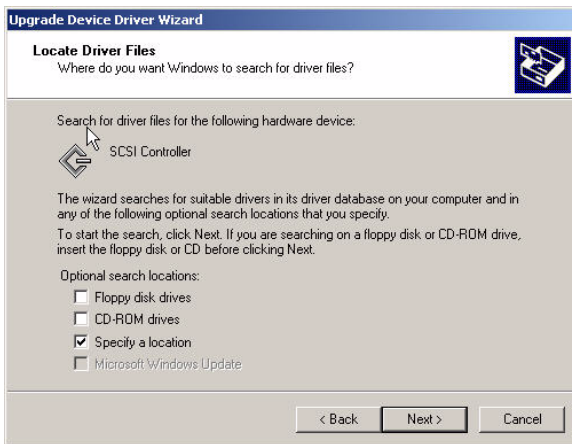 Upgrade Device Driver Wizard
Locate Driver Files
Where do you want Windows to search for driver files?
Search for driver files for the following hardware device:
SCSI Controller
The wizard searches for suitable drivers in its driver database on your computer and in
any of the following optional search locations that you specify.
To start the search, click Next. If you are searching on a floppy disk or CD-ROM drive,
insert the floppy disk or CD before clicking Next.
Optional search locations:
Floppy disk drives
CD-ROM drives
Specify a location
Microsoft Windows Update
< Back Next > Cancel